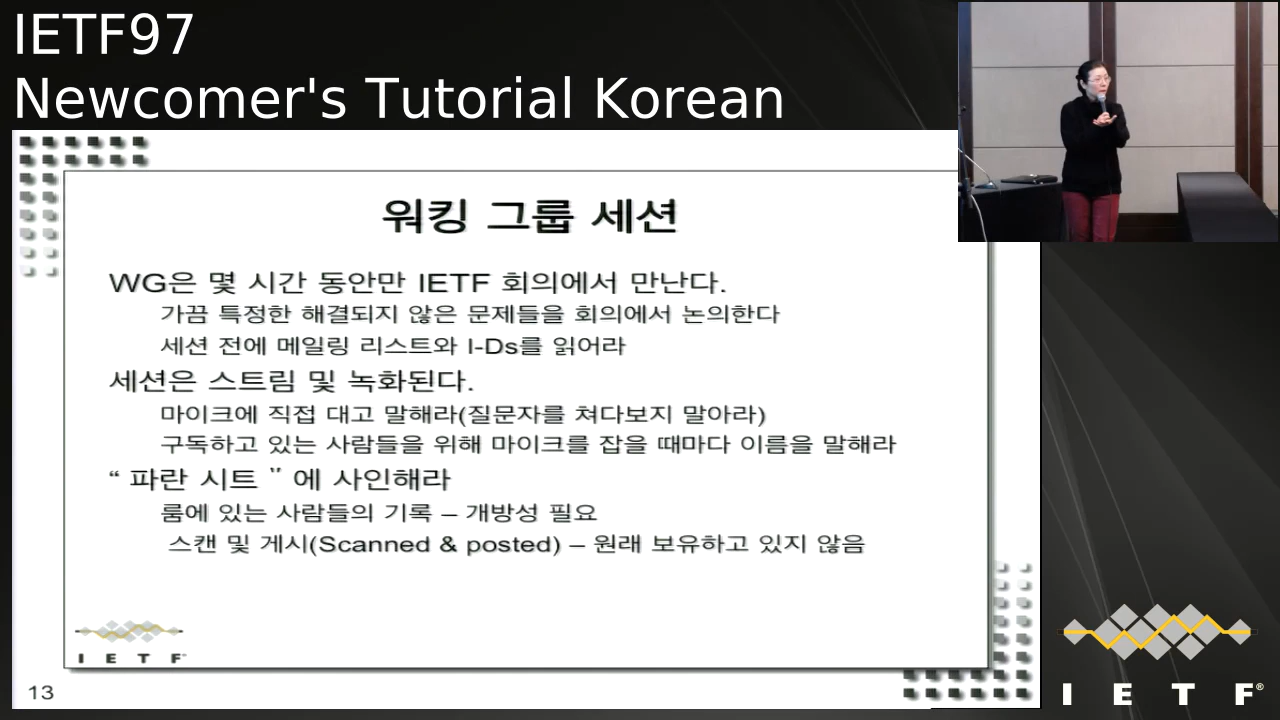 IETF97
Newcomer's Tutorial Korean
워킹 그룹 세션
WG은 몇 시간 동안만 IETF 회의에서 만난다.
가끔 특정한 해결되지 않은 문제들을 회의에서 논의한다
세션 전에 메일링 리스트와 I-Ds를 읽어라
세션은 스트림 및 녹화된다.
마이크에 직접 대고 말해라(질문자를 쳐다보지 말아라)
구독하고 있는 사람들을 위해 마이크를 잡을 때마다 이름을 말해라
“ 파란 시트 ” 에 사인해라
룸에 있는 사람들의 기록 – 개방성 필요
스캔 및 게시(Scanned & posted) – 원래 보유하고 있지 않음
I E T F
13
I E T F®